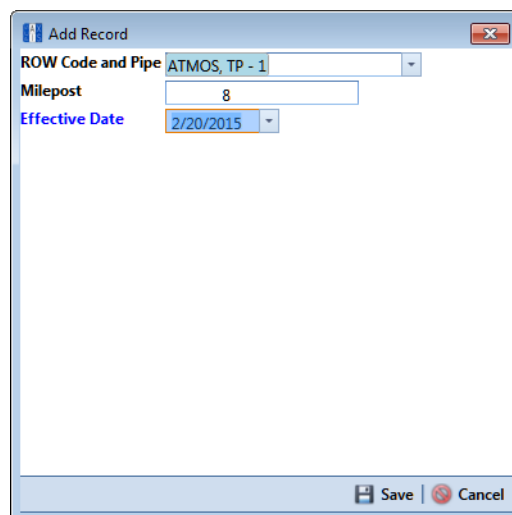 Add Record
ROW Code and Pipe ATMOS, TP - 1
Milepost 8
Effective Date 2/20/2015
Save | Cancel